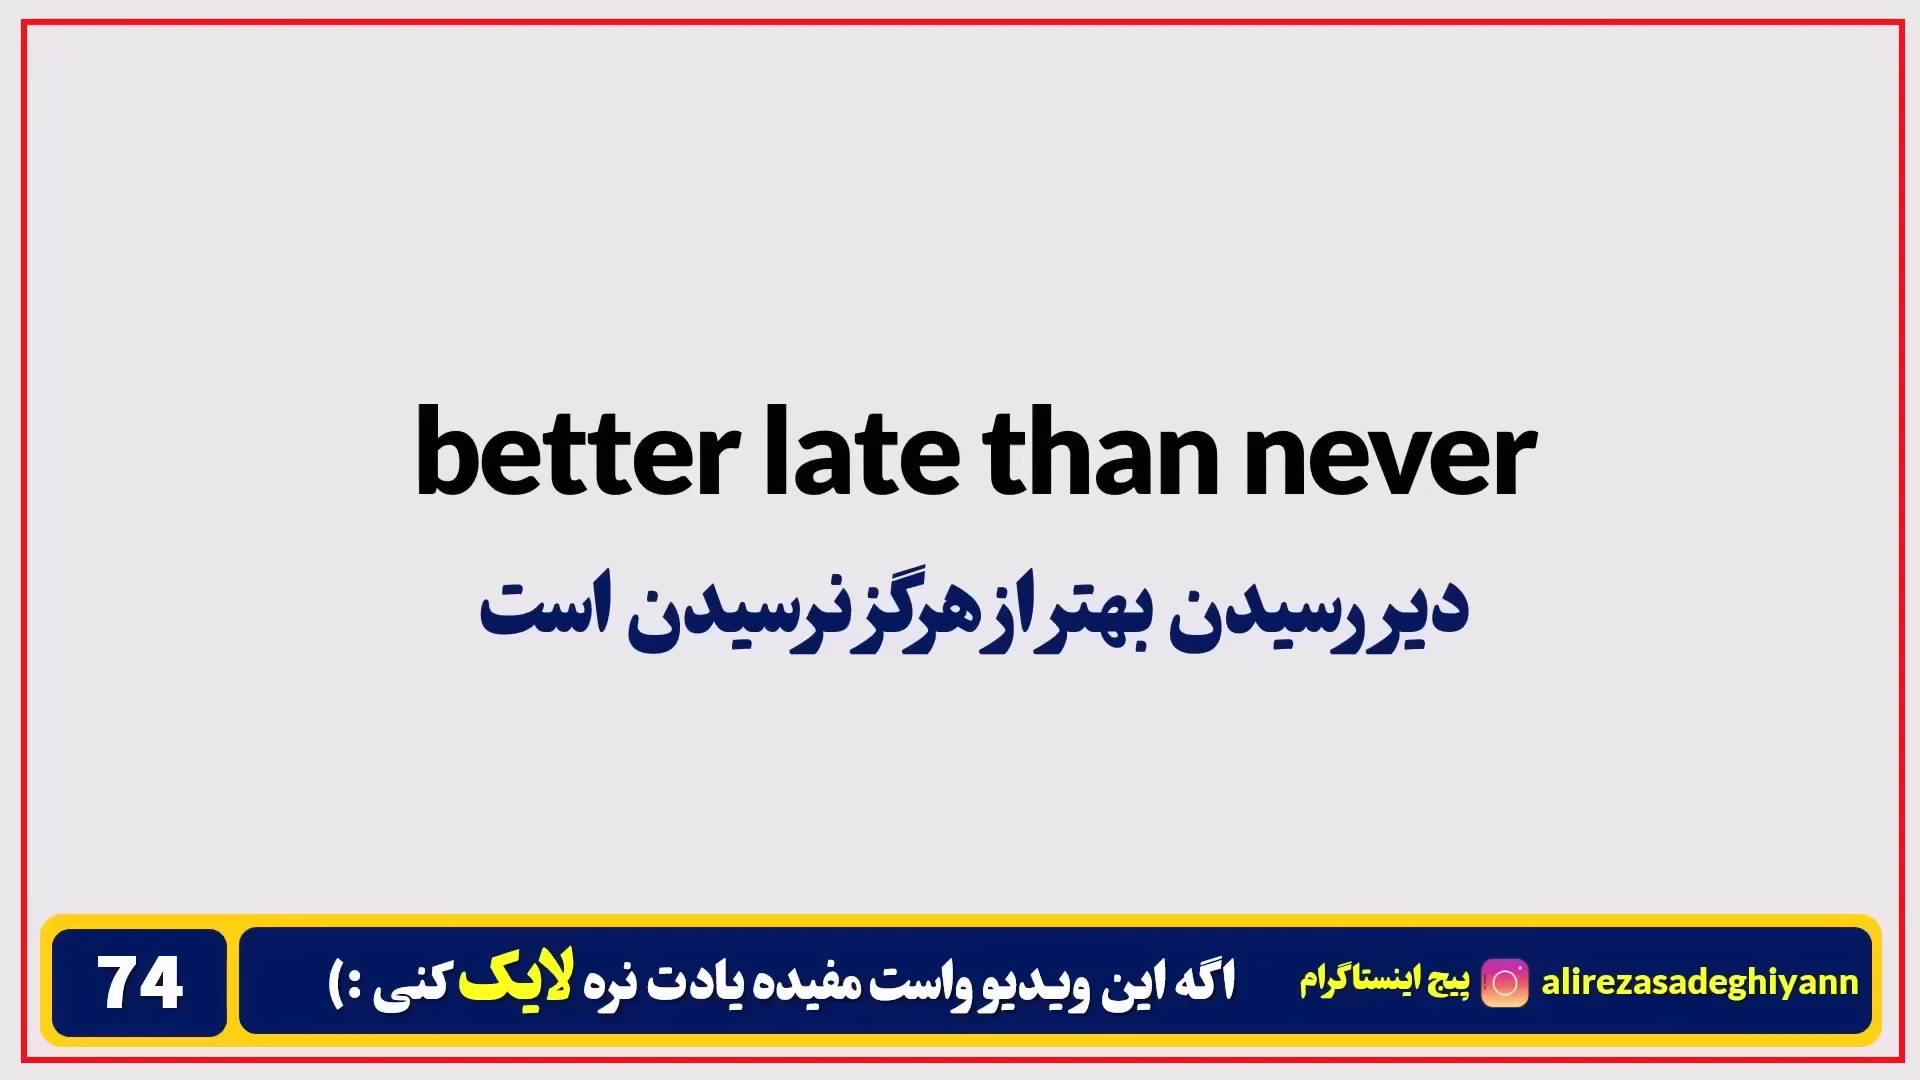 better late than never
دیر رسیدن بهتر از هرگز نرسیدن است
74
اگه این ویدیو واست مفیده یادت نره لایک کنی :)
پیج اینستاگرام
alirezasadeghiyann